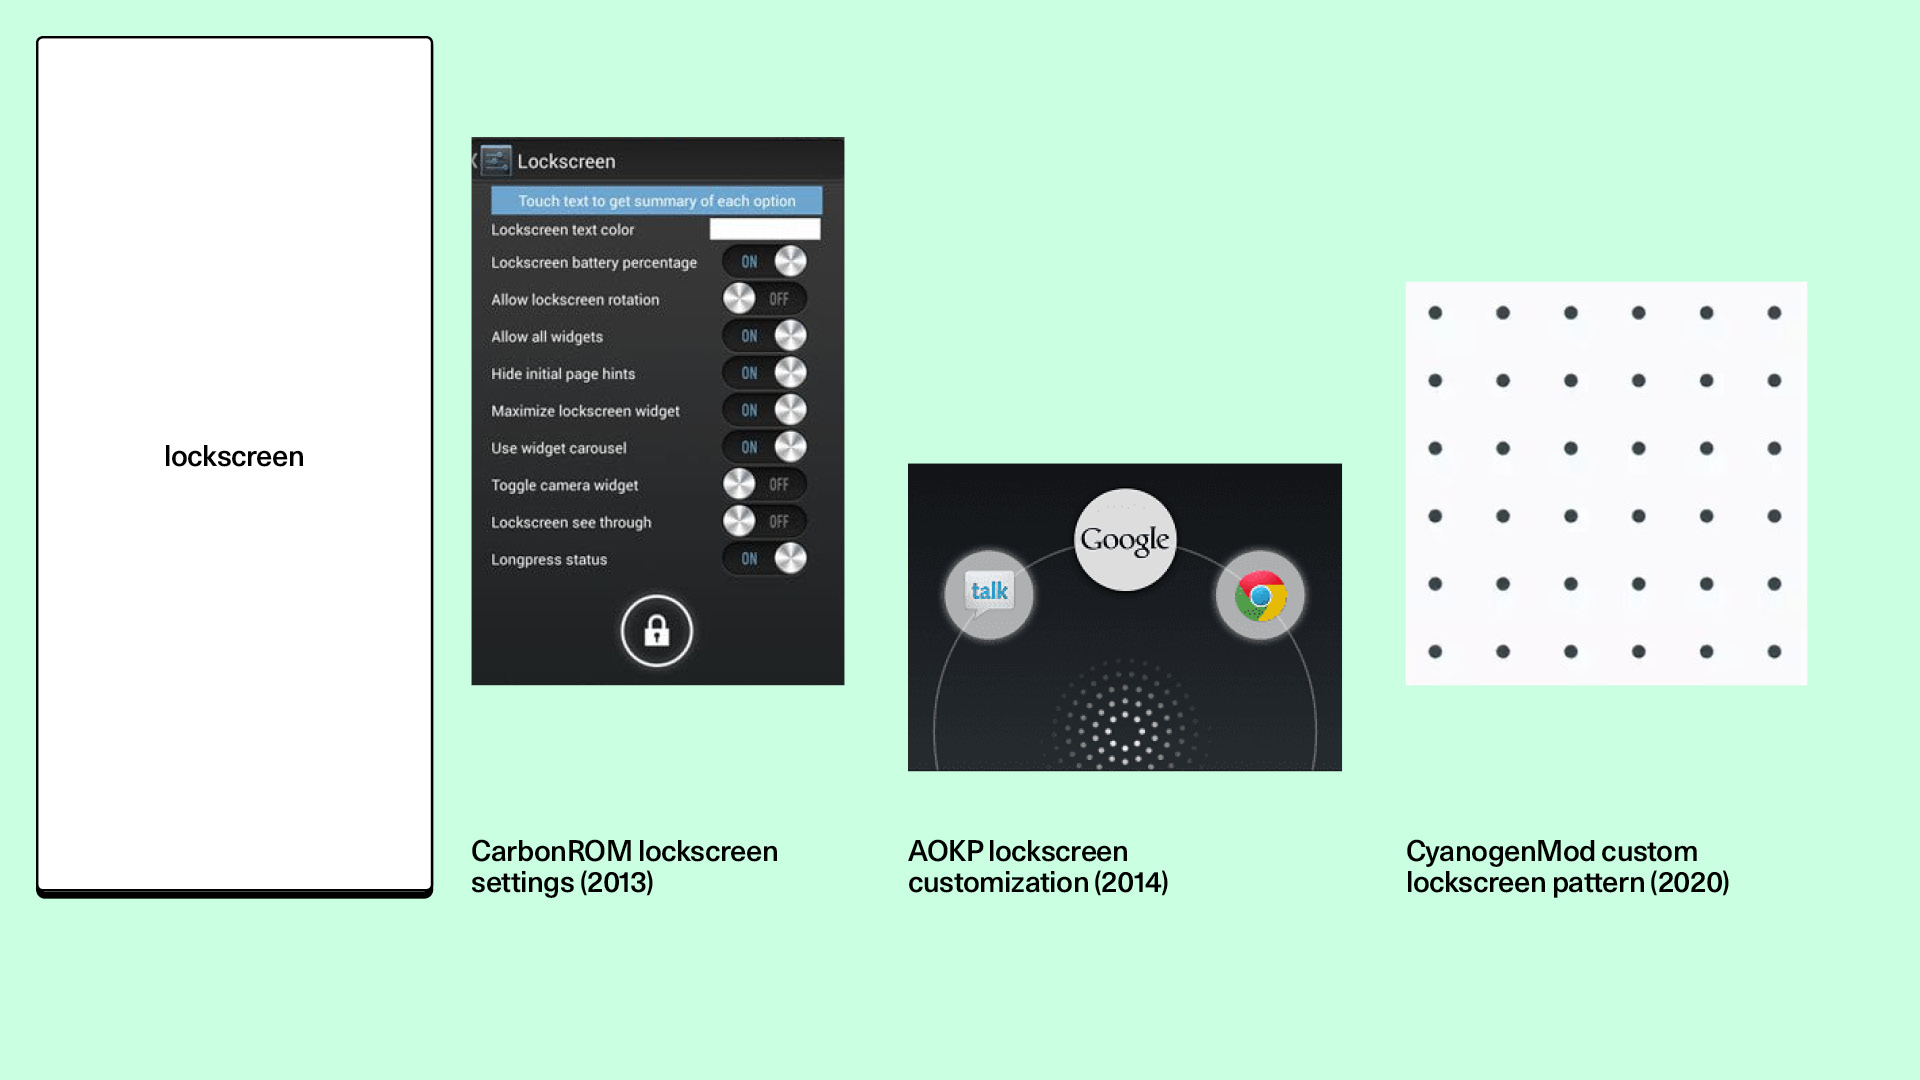 lockscreen
Lockscreen
Touch text to get summary of each option
Lockscreen text color
Lockscreen battery percentage ON
Allow lockscreen rotation OFF
Allow all widgets ON
Hide initial page hints ON
Maximize lockscreen widget ON
Use widget carousel ON
Toggle camera widget OFF
Lockscreen see through OFF
Longpress status ON
CarbonROM lockscreen
settings (2013)
Google
talk
AOKP lockscreen
customization (2014)
CyanogenMod custom
lockscreen pattern (2020)